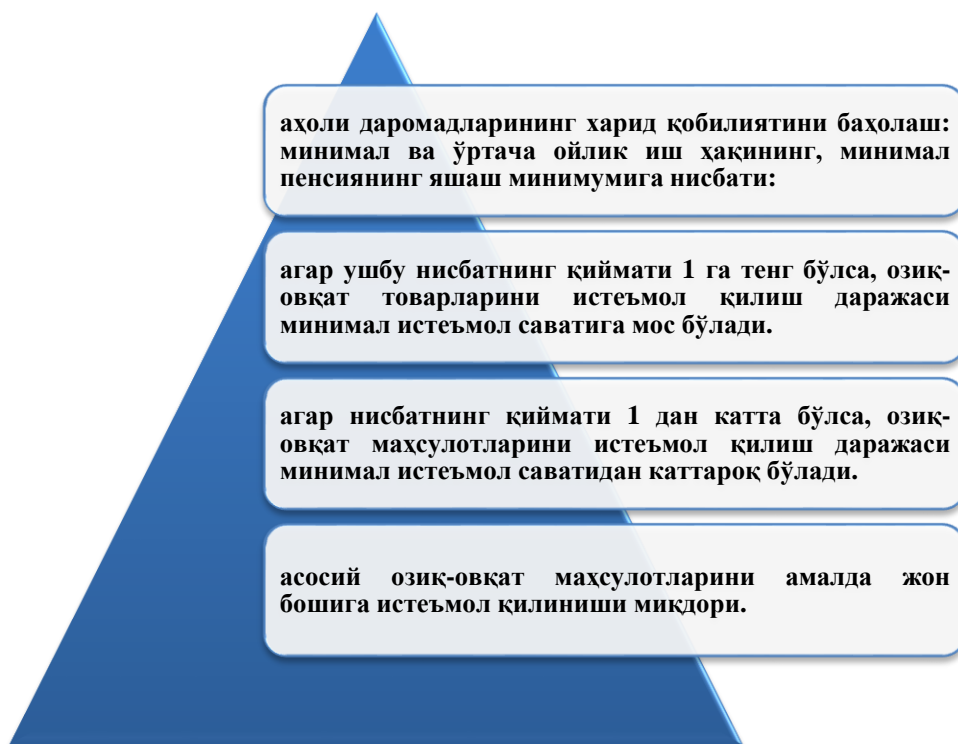 аҳоли даромадларининг харид қобилиятини баҳолаш:
минимал ва ўртача ойлик иш ҳақининг, минимал
пенсиянинг яшаш минимумига нисбати:
агар ушбу нисбатнинг қиймати 1 га тенг бўлса, озиқ-
овқат товарларини истеъмол қилиш даражаси
минимал истеъмол саватига мос бўлади.
агар нисбатнинг қиймати 1 дан катта бўлса, озиқ-
овқат маҳсулотларини истеъмол қилиш даражаси
минимал истеъмол саватидан каттароқ бўлади.
асосий озиқ-овқат маҳсулотларини амалда жон
бошига истеъмол қилиниши миқдори.